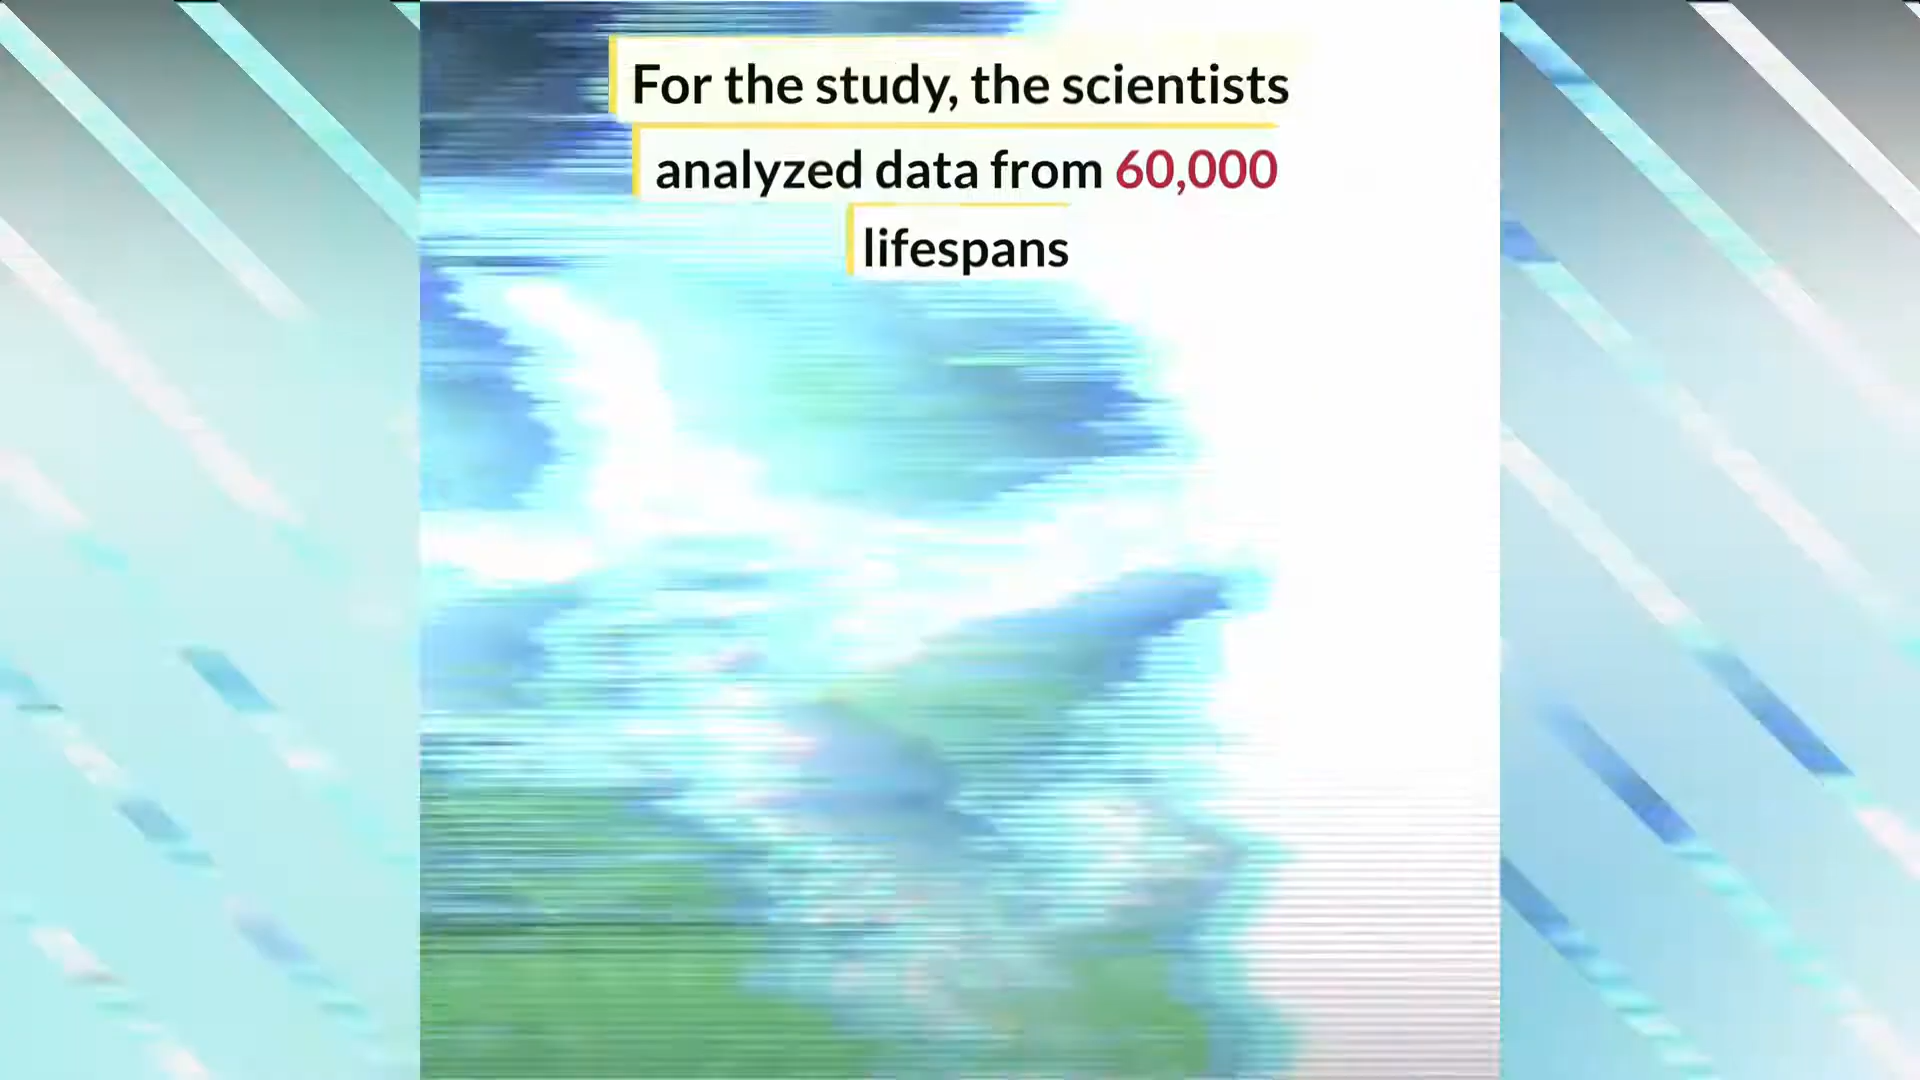 For the study, the scientists
analyzed data from 60,000
lifespans